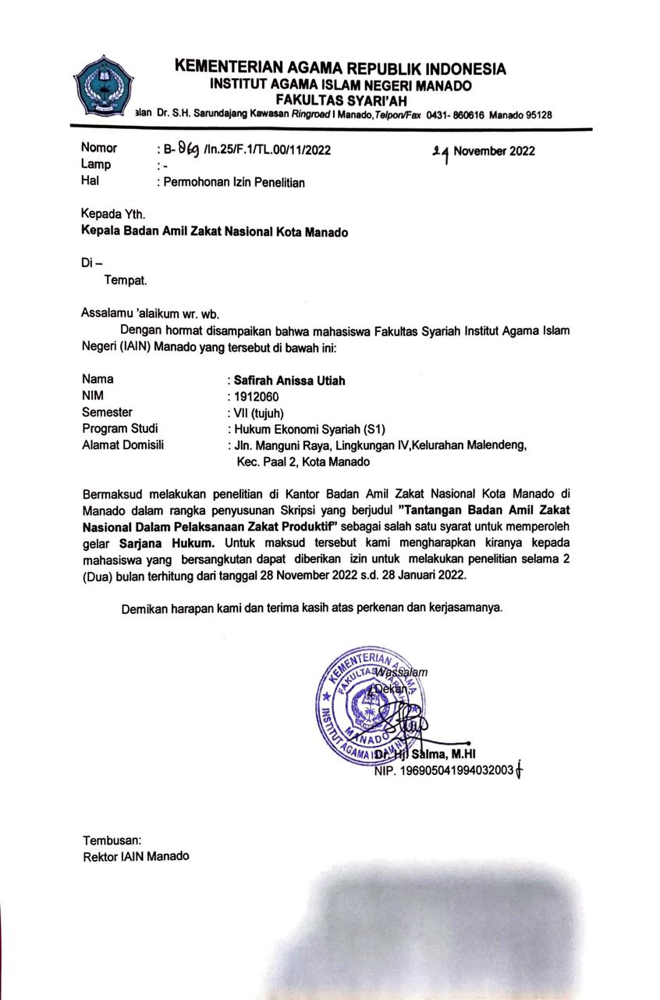 KEMENTERIAN AGAMA REPUBLIK INDONESIA
INSTITUT AGAMA ISLAM NEGERI MANADO
FAKULTAS SYARI'AH
alan Dr. S.H. Sarundajang Kawasan Ringroad I Manado, Telpon/Fax 0431- 860616 Manado 95128
Nomor : B- 869 /In.25/F.1/TL.00/11/2022 24 November 2022
Lamp : -
Hal : Permohonan Izin Penelitian
Kepada Yth.
Kepala Badan Amil Zakat Nasional Kota Manado
Di –
Tempat.
Assalamu 'alaikum wr. wb.
Dengan hormat disampaikan bahwa mahasiswa Fakultas Syariah Institut Agama Islam
Negeri (IAIN) Manado yang tersebut di bawah ini:
Nama : Safirah Anissa Utiah
NIM : 1912060
Semester : VII (tujuh)
Program Studi : Hukum Ekonomi Syariah (S1)
Alamat Domisili : Jln. Manguni Raya, Lingkungan IV,Kelurahan Malendeng,
Kec. Paal 2, Kota Manado
Bermaksud melakukan penelitian di Kantor Badan Amil Zakat Nasional Kota Manado di
Manado dalam rangka penyusunan Skripsi yang berjudul "Tantangan Badan Amil Zakat
Nasional Dalam Pelaksanaan Zakat Produktif" sebagai salah satu syarat untuk memperoleh
gelar Sarjana Hukum. Untuk maksud tersebut kami mengharapkan kiranya kepada
mahasiswa yang bersangkutan dapat diberikan izin untuk melakukan penelitian selama 2
(Dua) bulan terhitung dari tanggal 28 November 2022 s.d. 28 Januari 2022.
Demikan harapan kami dan terima kasih atas perkenan dan kerjasamanya.
KEMENTERIAN AGAMA
FAKULTAS SYARIAH
MANADO
INSTITUT AGAMA ISLAM NEGERI
Wassalam
Dekan,
Dr. Hj. Salma, M.HI
NIP. 196905041994032003
Tembusan:
Rektor IAIN Manado